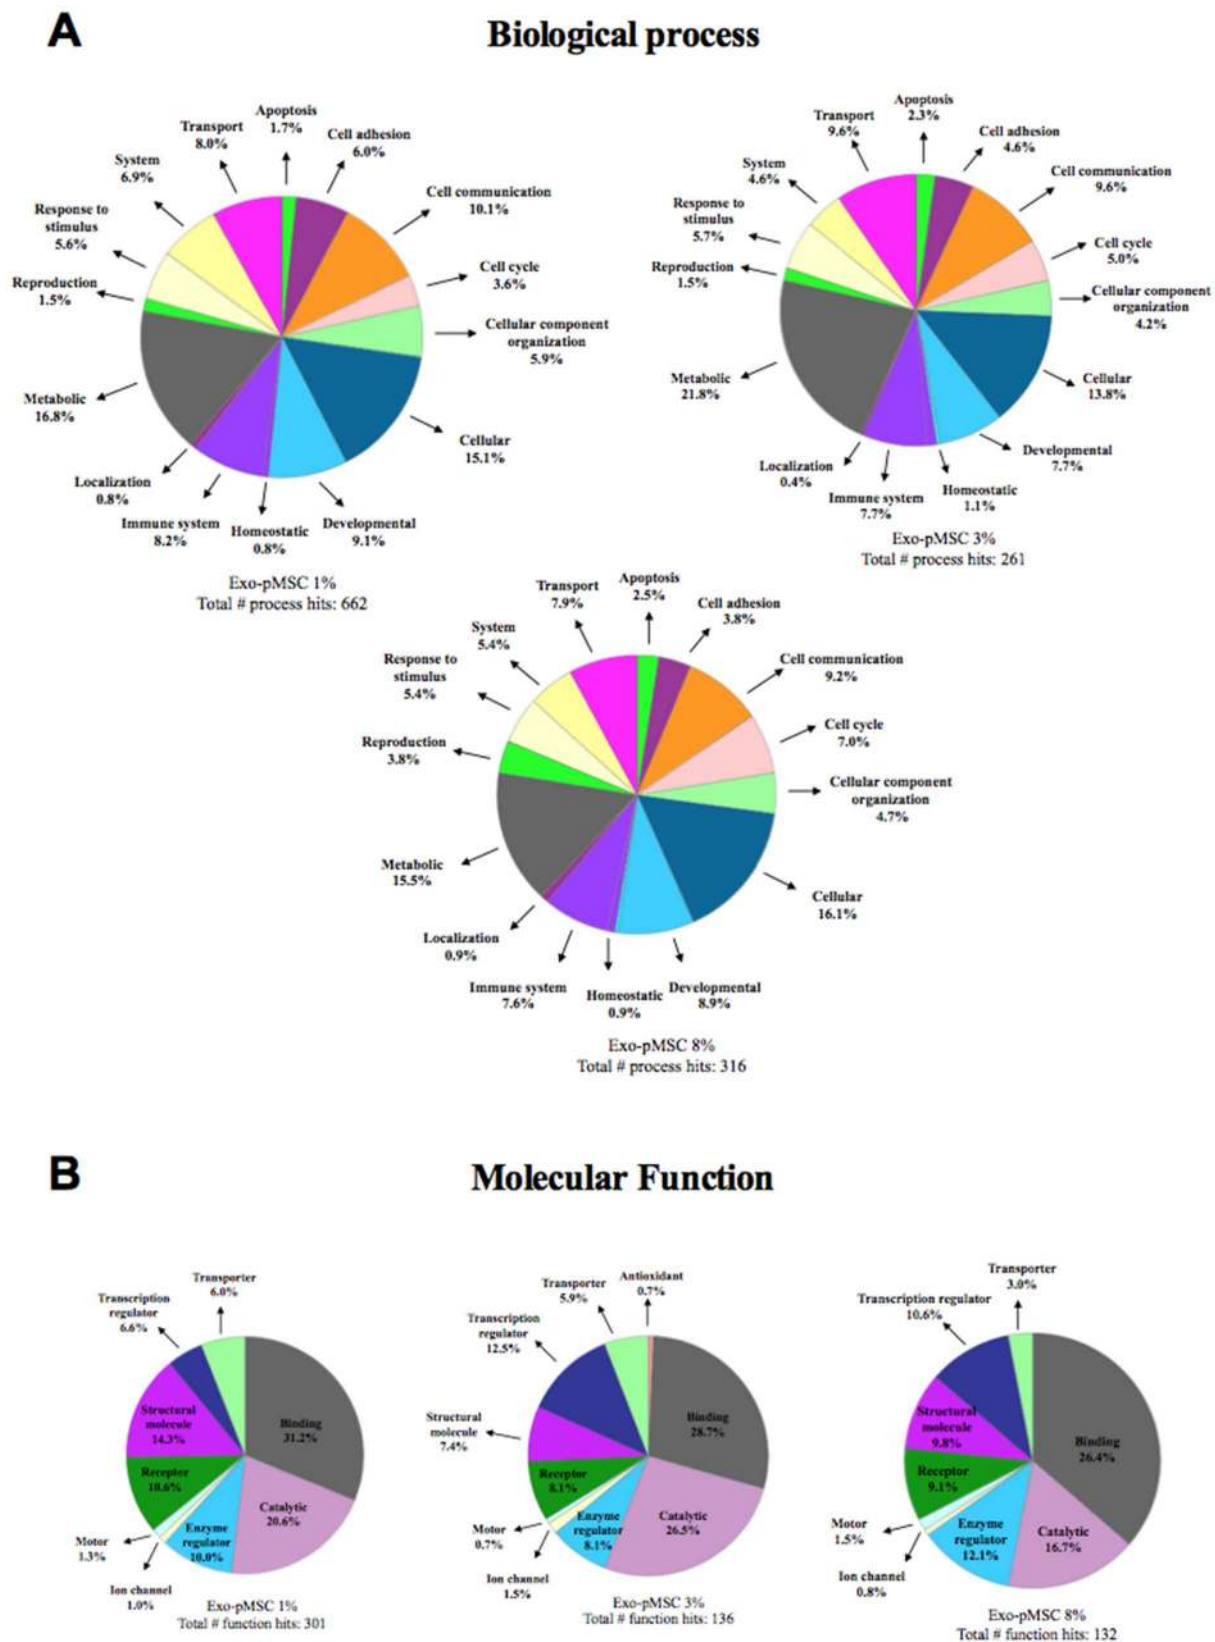 A
Biological process
Apoptosis
1.7%
Transport
8.0%
Cell adhesion
6.0%
System
6.9%
Cell communication
10.1%
Response to
stimulus
5.6%
Cell cycle
3.6%
Reproduction
1.5%
Cellular component
organization
5.9%
Metabolic
16.8%
Cellular
15.1%
Localization
0.8%
Immune system
8.2%
Homeostatic
0.8%
Developmental
9.1%
Exo-pMSC 1%
Total # process hits: 662
Apoptosis
2.3%
Transport
9.6%
Cell adhesion
4.6%
System
4.6%
Cell communication
9.6%
Response to
stimulus
5.7%
Cell cycle
5.0%
Reproduction
1.5%
Cellular component
organization
4.2%
Metabolic
21.8%
Cellular
13.8%
Developmental
7.7%
Localization
0.4%
Immune system
7.7%
Homeostatic
1.1%
Exo-pMSC 3%
Total # process hits: 261
Apoptosis
2.5%
Transport
7.9%
Cell adhesion
3.8%
System
5.4%
Cell communication
9.2%
Response to
stimulus
5.4%
Cell cycle
7.0%
Reproduction
3.8%
Cellular component
organization
4.7%
Metabolic
15.5%
Cellular
16.1%
Localization
0.9%
Immune system
7.6%
Homeostatic
0.9%
Developmental
8.9%
Exo-pMSC 8%
Total # process hits: 316
B
Molecular Function
Transporter
6.0%
Transcription
regulator
6.6%
Structural
molecule
14.3%
Binding
31.2%
Receptor
10.6%
Catalytic
20.6%
Enzyme
regulator
10.0%
Motor
1.3%
Ion channel
1.0%
Exo-pMSC 1%
Total # function hits: 301
Antioxidant
0.7%
Transporter
5.9%
Transcription
regulator
12.5%
Structural
molecule
7.4%
Binding
28.7%
Receptor
8.1%
Catalytic
26.5%
Enzyme
regulator
8.1%
Motor
0.7%
Ion channel
1.5%
Exo-pMSC 3%
Total # function hits: 136
Transporter
3.0%
Transcription regulator
10.6%
Structural
molecule
9.8%
Binding
26.4%
Receptor
9.1%
Catalytic
16.7%
Enzyme
regulator
12.1%
Motor
1.5%
Ion channel
0.8%
Exo-pMSC 8%
Total # function hits: 132